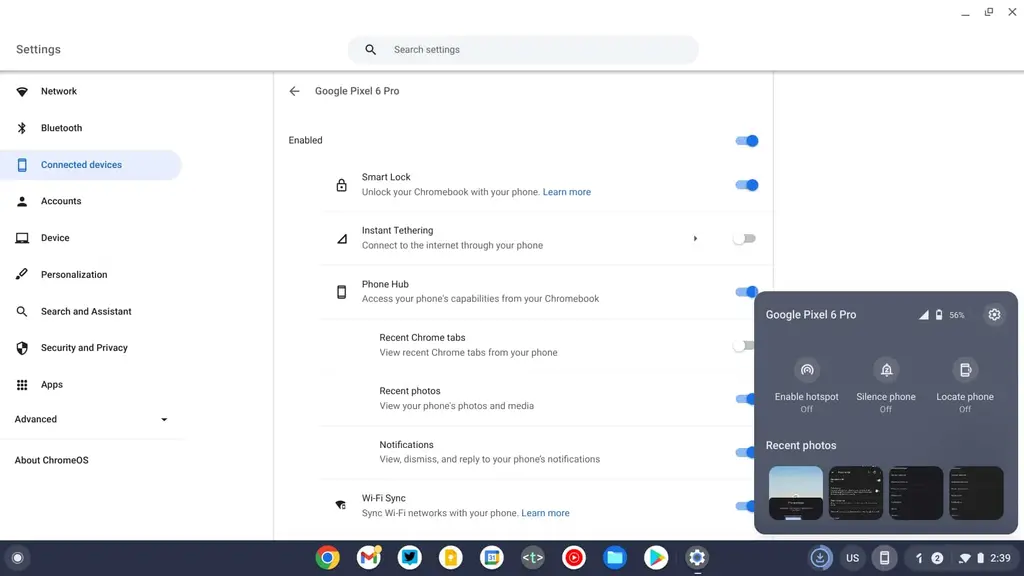 Settings
Search settings
Network
Bluetooth
Connected devices
Accounts
Device
Personalization
Search and Assistant
Security and Privacy
Apps
Advanced
About ChromeOS
Google Pixel 6 Pro
Enabled
Smart Lock
Unlock your Chromebook with your phone. Learn more
Instant Tethering
Connect to the internet through your phone
Phone Hub
Access your phone's capabilities from your Chromebook
Recent Chrome tabs
View recent Chrome tabs from your phone
Recent photos
View your phone's photos and media
Notifications
View, dismiss, and reply to your phone's notifications
Wi-Fi Sync
Sync Wi-Fi networks with your phone. Learn more
Google Pixel 6 Pro
56%
Enable hotspot
Off
Silence phone
Off
Locate phone
Off
Recent photos
31
<t>
US
2
2:39